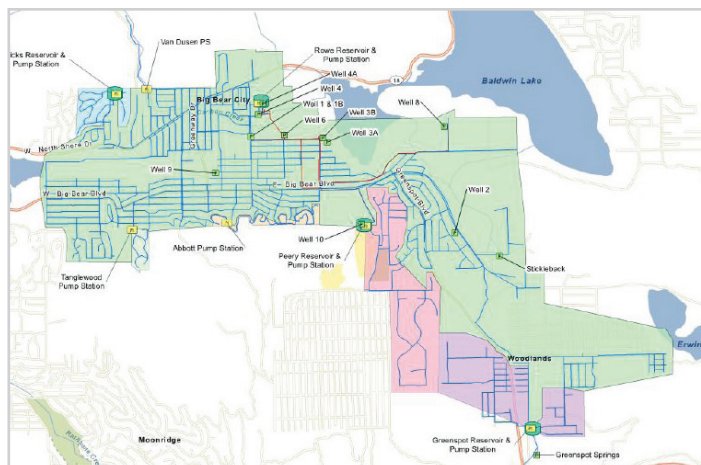 Van Dusen PS
icks Reservoir &
Pump Station
Rowe Reservoir &
Pump Station
Well 4A
Big Bear City
Well 4
Well 1 & 1B
Well 3B
Well 6
Well 3A
Well 8
Baldwin Lake
Greenway Dr
W North Shore Dr
Well 9
W Big Bear Blvd
E Big Bear Blvd
Greenspot Blvd
Well 2
Well 10
Abbott Pump Station
Peery Reservoir &
Pump Station
Stickleback
Tanglewood
Pump Station
Erwin
Woodlands
Moonridge
Greenspot Reservoir &
Pump Station
Greenspot Springs